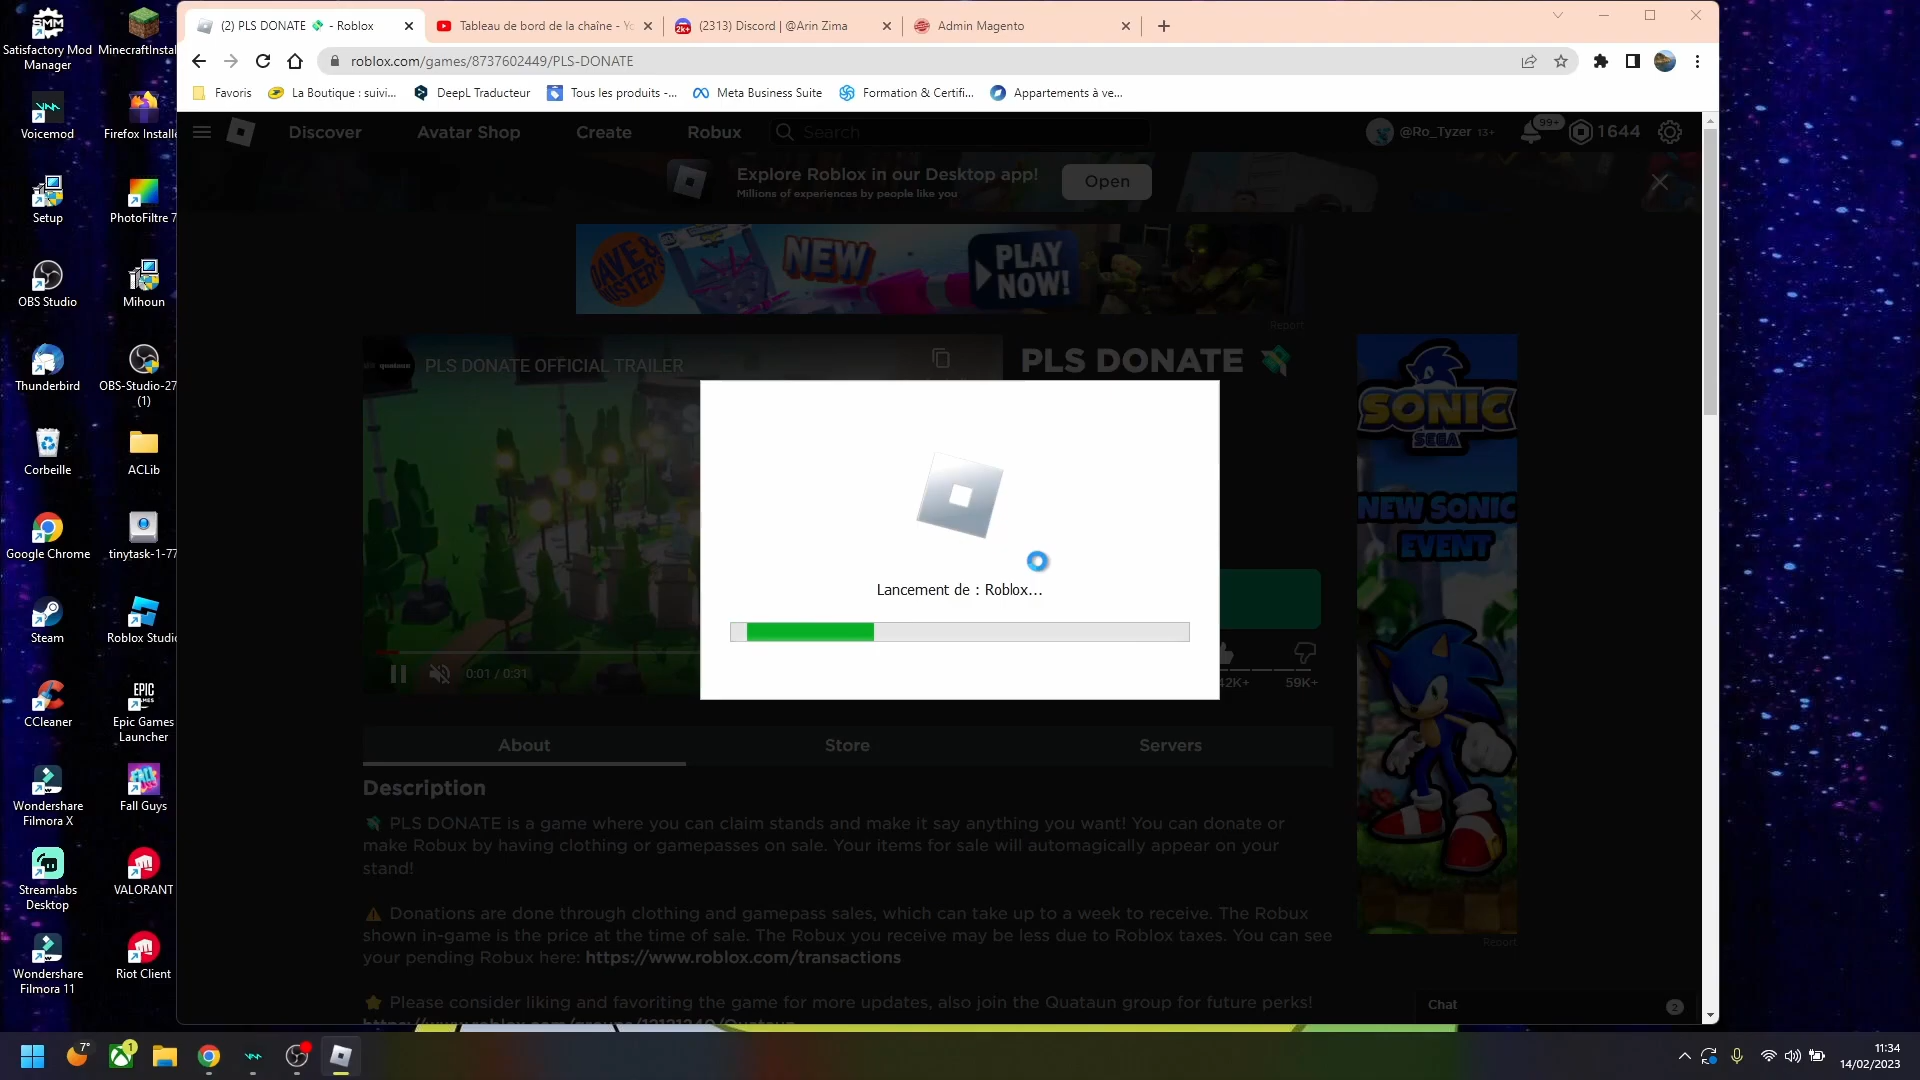 Satisfactory Mod
Manager
MinecraftInstal
Voicemod
Firefox Installe
Setup
PhotoFiltre 7
OBS Studio
Mihoun
Thunderbird
OBS-Studio-27
(1)
Corbeille
ACLib
Google Chrome
tinytask-1-77
Steam
Roblox Studio
CCleaner
Epic Games
Launcher
Wondershare
Filmora X
Fall Guys
Streamlabs
Desktop
VALORANT
Wondershare
Filmora 11
Riot Client
(2) PLS DONATE 💸 - Roblox
Tableau de bord de la chaîne - Yo
(2313) Discord | @Arin Zima
Admin Magento
roblox.com/games/8737602449/PLS-DONATE
Favoris
La Boutique : suivi...
DeepL Traducteur
Tous les produits -...
Meta Business Suite
Formation & Certifi...
Appartements à ve...
Discover
Avatar Shop
Create
Robux
Search
@Ro_Tyzer 13+
99+
1644
Explore Roblox in our Desktop app!
Millions of experiences by people like you
Open
DAVE &
BUSTER'S
NEW
PLAY
NOW!
Report
PLS DONATE OFFICIAL TRAILER
PLS DONATE 💸
Lancement de : Roblox...
0:01 / 0:31
42K+
59K+
SONIC
SEGA
NEW SONIC
EVENT
Report
About
Store
Servers
Description
💸 PLS DONATE is a game where you can claim stands and make it say anything you want! You can donate or
make Robux by having clothing or gamepasses on sale. Your items for sale will automagically appear on your
stand!
⚠️ Donations are done through clothing and gamepass sales, which can take up to a week to receive. The Robux
shown in-game is the price at the time of sale. The Robux you receive may be less due to Roblox taxes. You can see
your pending Robux here: https://www.roblox.com/transactions
⭐ Please consider liking and favoriting the game for more updates, also join the Quataun group for future perks!
Chat
2
7°
1
11:34
14/02/2023